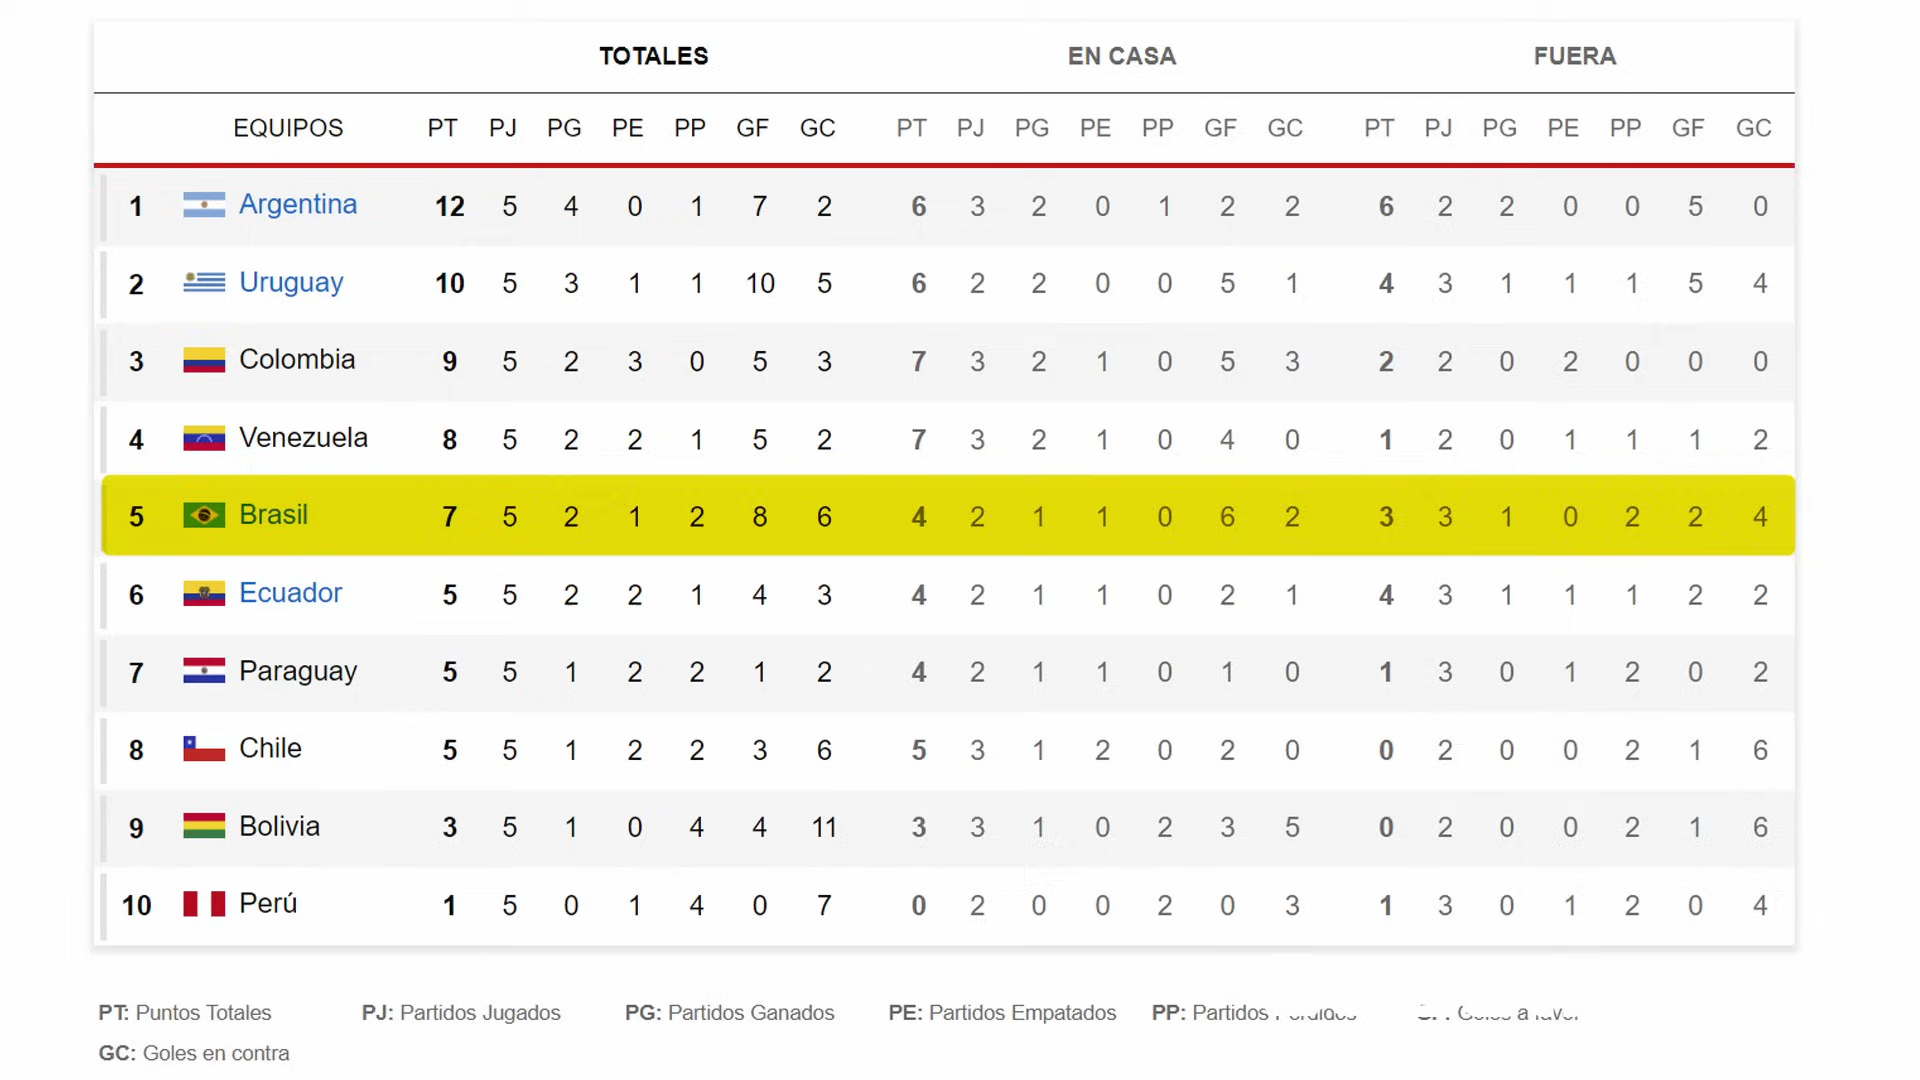 TOTALES EN CASA FUERA
EQUIPOS PT PJ PG PE PP GF GC PT PJ PG PE PP GF GC PT PJ PG PE PP GF GC
1 Argentina 12 5 4 0 1 7 2 6 3 2 0 1 2 2 6 2 2 0 0 5 0
2 Uruguay 10 5 3 1 1 10 5 6 2 2 0 0 5 1 4 3 1 1 1 5 4
3 Colombia 9 5 2 3 0 5 3 7 3 2 1 0 5 3 2 2 0 2 0 0 0
4 Venezuela 8 5 2 2 1 5 2 7 3 2 1 0 4 0 1 2 0 1 1 1 2
5 Brasil 7 5 2 1 2 8 6 4 2 1 1 0 6 2 3 3 1 0 2 2 4
6 Ecuador 5 5 2 2 1 4 3 4 2 1 1 0 2 1 4 3 1 1 1 2 2
7 Paraguay 5 5 1 2 2 1 2 4 2 1 1 0 1 0 1 3 0 1 2 0 2
8 Chile 5 5 1 2 2 3 6 5 3 1 2 0 2 0 0 2 0 0 2 1 6
9 Bolivia 3 5 1 0 4 4 11 3 3 1 0 2 3 5 0 2 0 0 2 1 6
10 Perú 1 5 0 1 4 0 7 0 2 0 0 2 0 3 1 3 0 1 2 0 4
PT: Puntos Totales PJ: Partidos Jugados PG: Partidos Ganados PE: Partidos Empatados PP: Partidos Perdidos Goles a favor
GC: Goles en contra